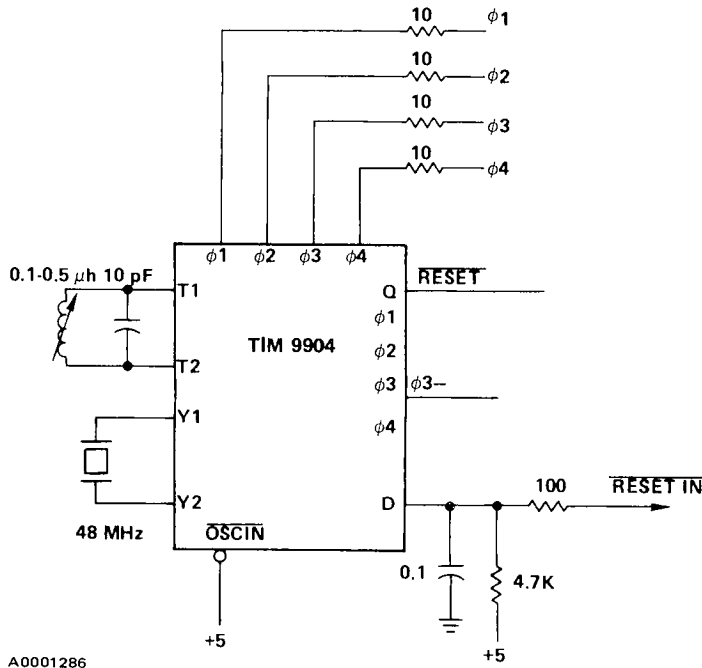 10
φ1
10
φ2
10
φ3
10
φ4
φ1 φ2 φ3 φ4
0.1-0.5 μh 10 pF
T1
Q
RESET
φ1
T2
TIM 9904
φ2
φ3
φ3–
Y1
φ4
Y2
D
100
RESET IN
48 MHz
OSCIN
0.1
4.7K
+5
+5
A0001286